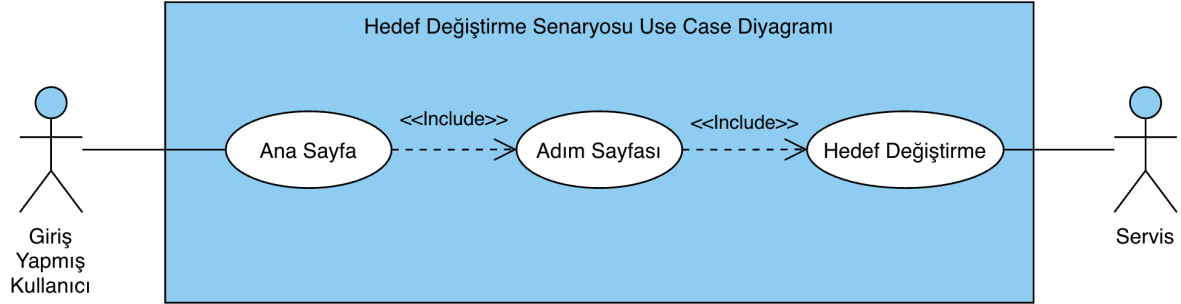 Hedef Değiştirme Senaryosu Use Case Diyagramı
<<Include>>
<<Include>>
Ana Sayfa
Adım Sayfası
Hedef Değiştirme
Giriş
Yapmış
Kullanıcı
Servis